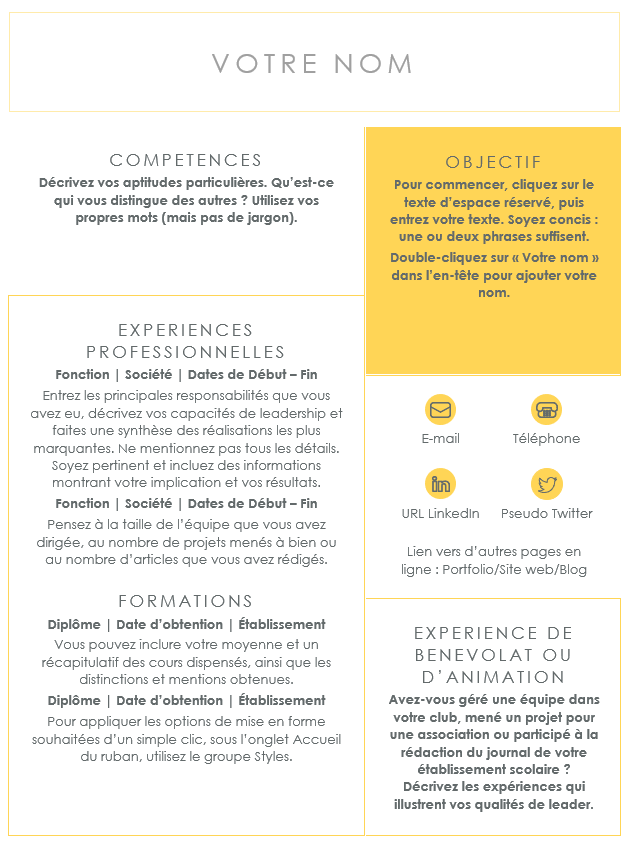 VOTRE NOM
COMPETENCES
Décrivez vos aptitudes particulières. Qu’est-ce
qui vous distingue des autres ? Utilisez vos
propres mots (mais pas de jargon).
EXPERIENCES
PROFESSIONNELLES
Fonction | Société | Dates de Début – Fin
Entrez les principales responsabilités que vous
avez eu, décrivez vos capacités de leadership et
faites une synthèse des réalisations les plus
marquantes. Ne mentionnez pas tous les détails.
Soyez pertinent et incluez des informations
montrant votre implication et vos résultats.
Fonction | Société | Dates de Début – Fin
Pensez à la taille de l’équipe que vous avez
dirigée, au nombre de projets menés à bien ou
au nombre d’articles que vous avez rédigés.
FORMATIONS
Diplôme | Date d’obtention | Établissement
Vous pouvez inclure votre moyenne et un
récapitulatif des cours dispensés, ainsi que les
distinctions et mentions obtenues.
Diplôme | Date d’obtention | Établissement
Pour appliquer les options de mise en forme
souhaitées d’un simple clic, sous l’onglet Accueil
du ruban, utilisez le groupe Styles.
OBJECTIF
Pour commencer, cliquez sur le
texte d’espace réservé, puis
entrez votre texte. Soyez concis :
une ou deux phrases suffisent.
Double-cliquez sur « Votre nom »
dans l’en-tête pour ajouter votre
nom.
E-mail
Téléphone
in
URL LinkedIn
Pseudo Twitter
Lien vers d’autres pages en
ligne : Portfolio/Site web/Blog
EXPERIENCE DE
BENEVOLAT OU
D’ANIMATION
Avez-vous géré une équipe dans
votre club, mené un projet pour
une association ou participé à la
rédaction du journal de votre
établissement scolaire ?
Décrivez les expériences qui
illustrent vos qualités de leader.